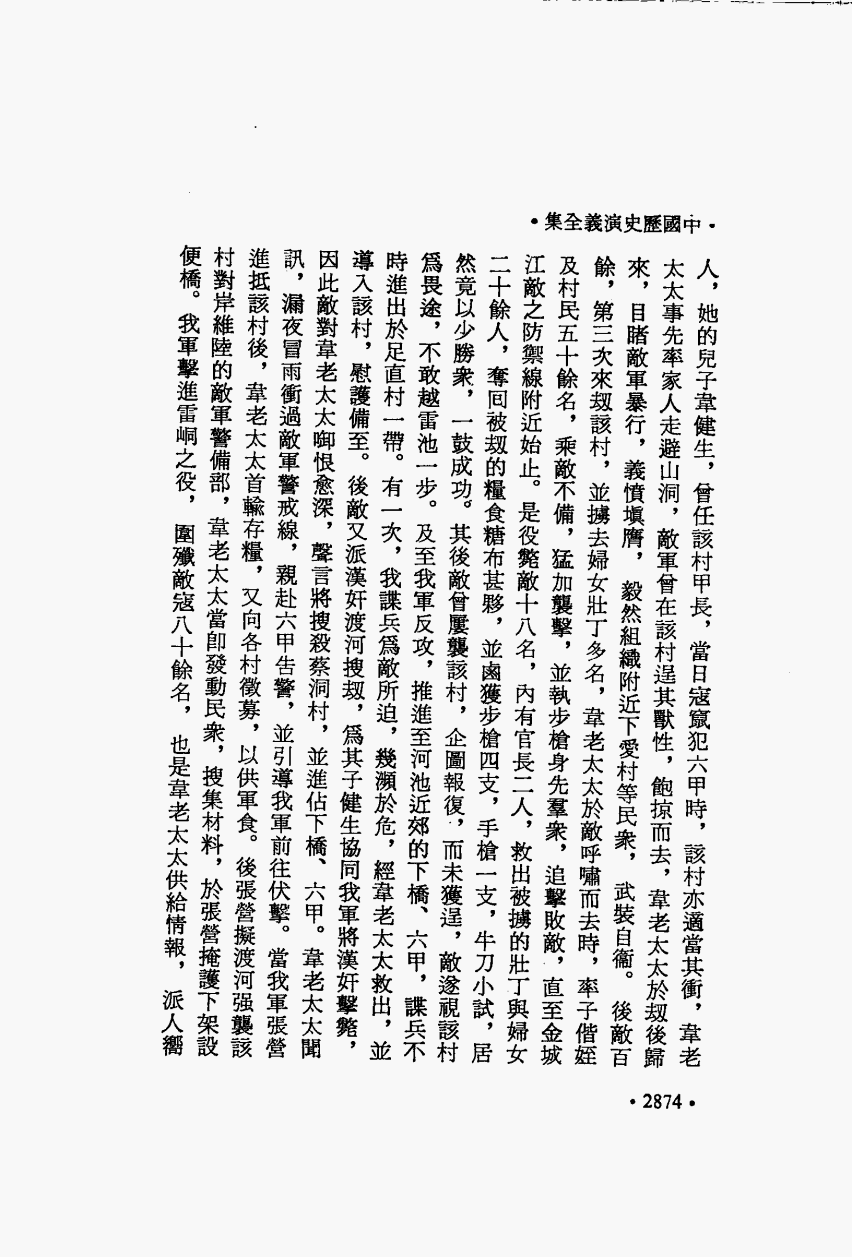 •中國歷史演義全集•
人，她的兒子韋健生，曾任該村甲長，當日寇竄犯六甲時，該村亦適當其衝，韋老
太太事先率家人走避山洞，敵軍曾在該村逞其獸性，飽掠而去，韋老太太於刼後歸
來，目睹敵軍暴行，義憤塡膺，毅然組織附近下愛村等民衆，武裝自衞。後敵百
餘，第三次來刼該村，並擄去婦女壯丁多名，韋老太太於敵呼嘯而去時，率子偕姪
及村民五十餘名，乘敵不備，猛加襲擊，並執步槍身先羣衆，追擊敗敵，直至金城
江敵之防禦線附近始止。是役斃敵十八名，內有官長二人，救出被擄的壯丁與婦女
二十餘人，奪囘被刼的糧食糖布甚夥，並鹵獲步槍四支，手槍一支，牛刀小試，居
然竟以少勝衆，一鼓成功。其後敵曾屢襲該村，企圖報復，而未獲逞，敵遂視該村
爲畏途，不敢越雷池一步。及至我軍反攻，推進至河池近郊的下橋、六甲，諜兵不
時進出於足直村一帶。有一次，我諜兵爲敵所迫，幾瀕於危，經韋老太太救出，並
導入該村，慰護備至。後敵又派漢奸渡河搜刼，爲其子健生協同我軍將漢奸擊斃，
因此敵對韋老太太啣恨愈深，聲言將搜殺蔡洞村，並進佔下橋、六甲。韋老太太聞
訊，漏夜冒雨衝過敵軍警戒線，親赴六甲告警，並引導我軍前往伏擊。當我軍張營
進抵該村後，韋老太太首輸存糧，又向各村徵募，以供軍食。後張營擬渡河强襲該
村對岸維陸的敵軍警備部，韋老太太當卽發動民衆，搜集材料，於張營掩護下架設
便橋。我軍擊進雷峒之役，圍殲敵寇八十餘名，也是韋老太太供給情報，派人嚮
•2874•